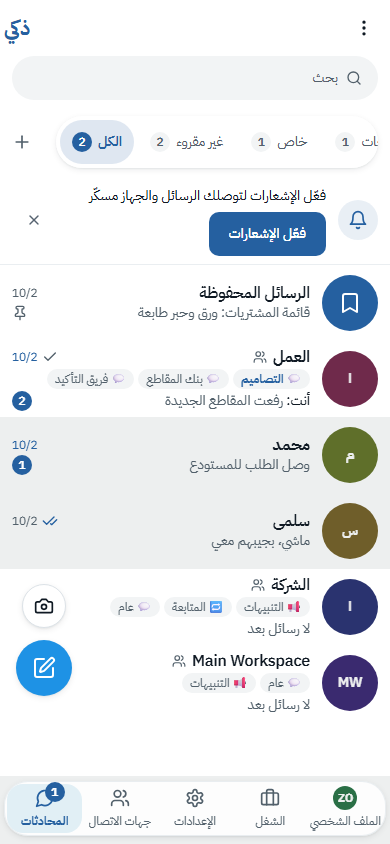 ذكي
بحث
الكل 2
غير مقروء 2
خاص 1
ات 1
فعّل الإشعارات لتوصلك الرسائل والجهاز مسكّر
فعّل الإشعارات
الرسائل المحفوظة 10/2
قائمة المشتريات: ورق وحبر طابعة
العمل 10/2
التصاميم بنك المقاطع فريق التأكيد
أنت: رفعت المقاطع الجديدة 2
ا
محمد 10/2
وصل الطلب للمستودع 1
م
سلمى 10/2
ماشي، بجيبهم معي
س
الشركة
التنبيهات المتابعة عام
لا رسائل بعد
ا
Main Workspace
عام التنبيهات
لا رسائل بعد
MW
ZO
الملف الشخصي
الشغل
الإعدادات
جهات الاتصال
المحادثات 1